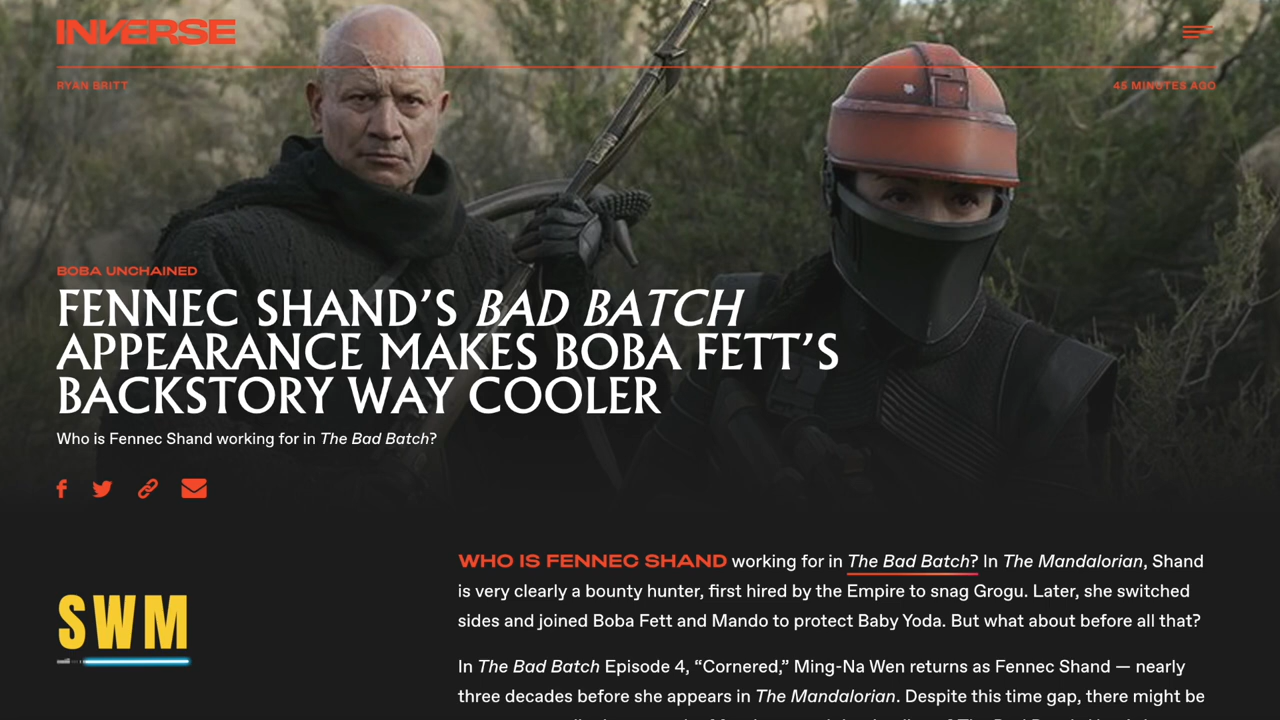 INVERSE
RYAN BRITT
45 MINUTES AGO
BOBA UNCHAINED
FENNEC SHAND’S BAD BATCH
APPEARANCE MAKES BOBA FETT’S
BACKSTORY WAY COOLER
Who is Fennec Shand working for in The Bad Batch?
SWM
WHO IS FENNEC SHAND working for in The Bad Batch? In The Mandalorian, Shand
is very clearly a bounty hunter, first hired by the Empire to snag Grogu. Later, she switched
sides and joined Boba Fett and Mando to protect Baby Yoda. But what about before all that?
In The Bad Batch Episode 4, “Cornered,” Ming-Na Wen returns as Fennec Shand — nearly
three decades before she appears in The Mandalorian. Despite this time gap, there might be